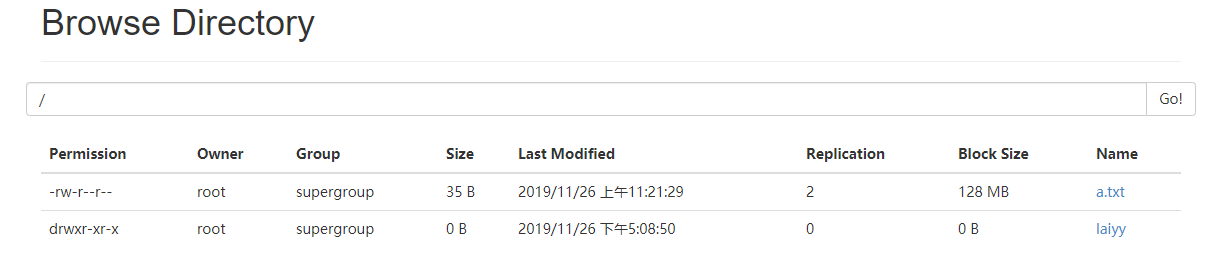 Browse Directory
/ Go!
Permission Owner Group Size Last Modified Replication Block Size Name
-rw-r--r-- root supergroup 35 B 2019/11/26 上午11:21:29 2 128 MB a.txt
drwxr-xr-x root supergroup 0 B 2019/11/26 下午5:08:50 0 0 B laiyy